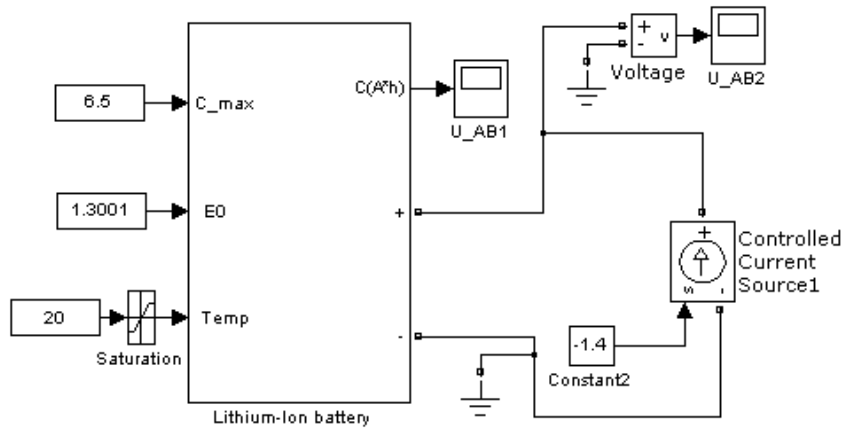 +
-
v
Voltage
U_AB2
6.5
C_max
C(A*h)
U_AB1
1.3001
E0
+
+
s
-
Controlled
Current
Source1
20
Saturation
Temp
-
-1.4
Constant2
Lithium-Ion battery